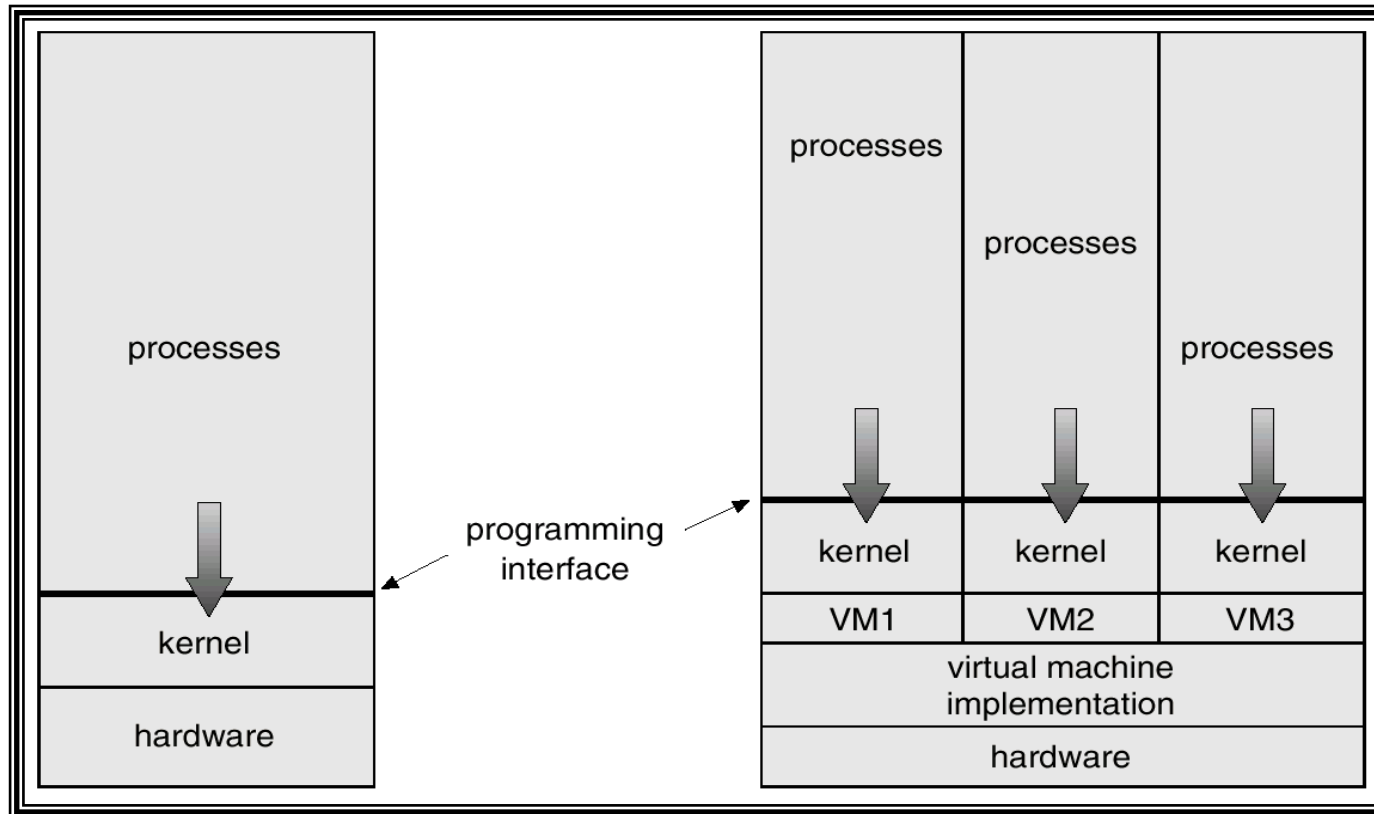 processes
kernel
hardware
programming
interface
processes
processes
processes
kernel
kernel
kernel
VM1
VM2
VM3
virtual machine
implementation
hardware